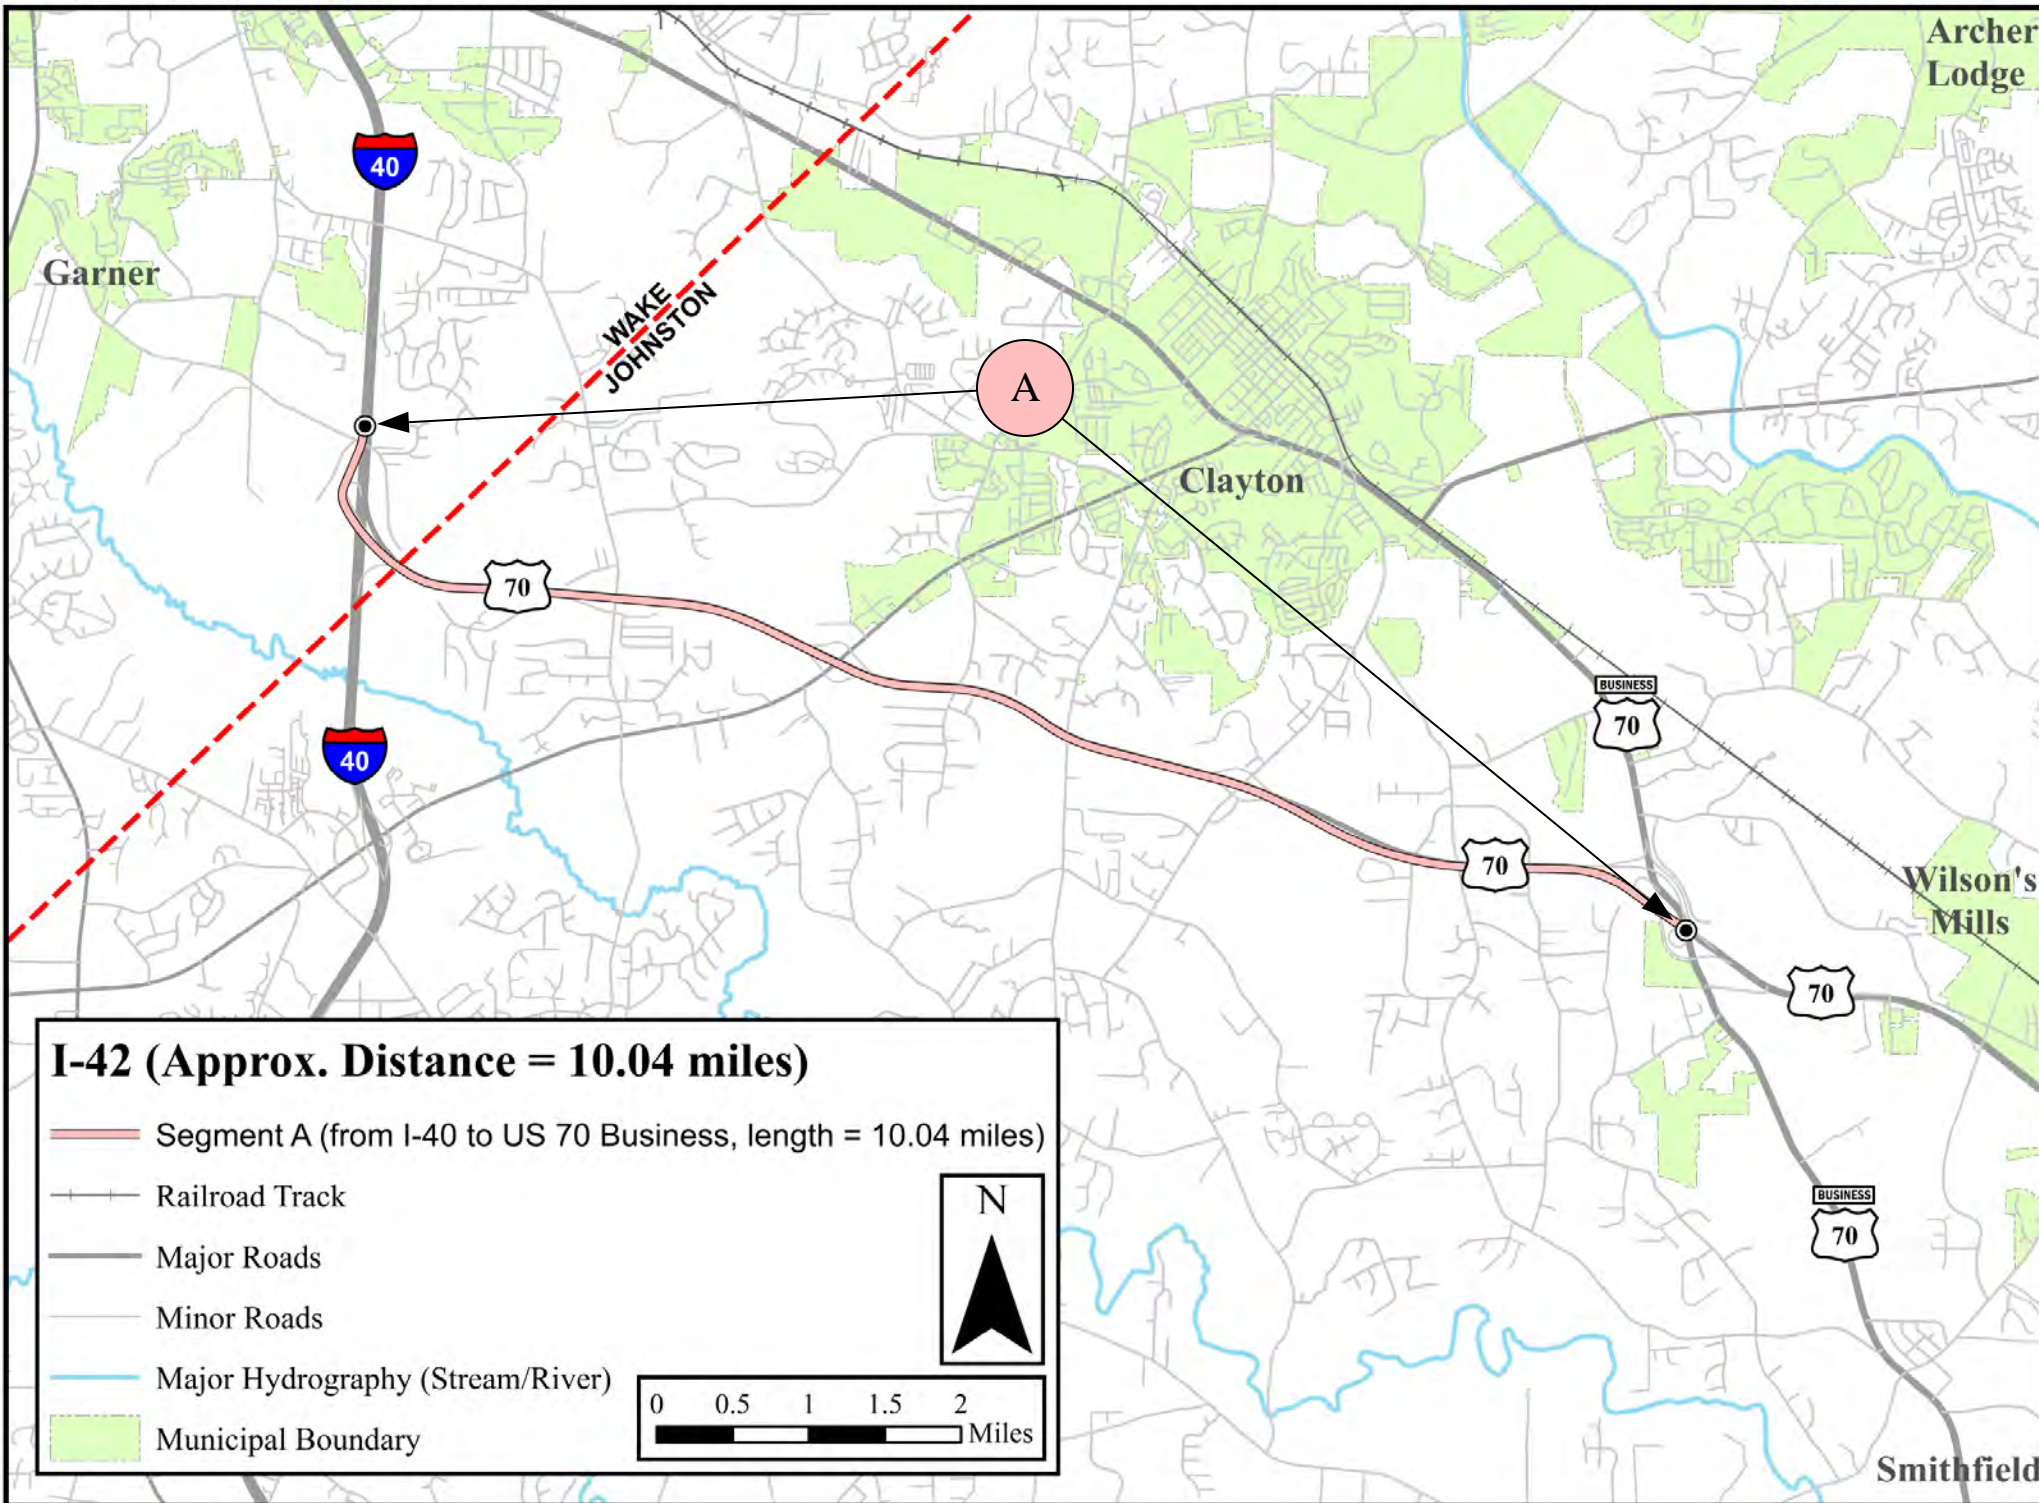 Archer
Lodge
40
Garner
WAKE
JOHNSTON
A
Clayton
70
BUSINESS
70
40
70
Wilson's
Mills
70
I-42 (Approx. Distance = 10.04 miles)
Segment A (from I-40 to US 70 Business, length = 10.04 miles)
Railroad Track
Major Roads
Minor Roads
Major Hydrography (Stream/River)
Municipal Boundary
N
0 0.5 1 1.5 2
Miles
BUSINESS
70
Smithfield